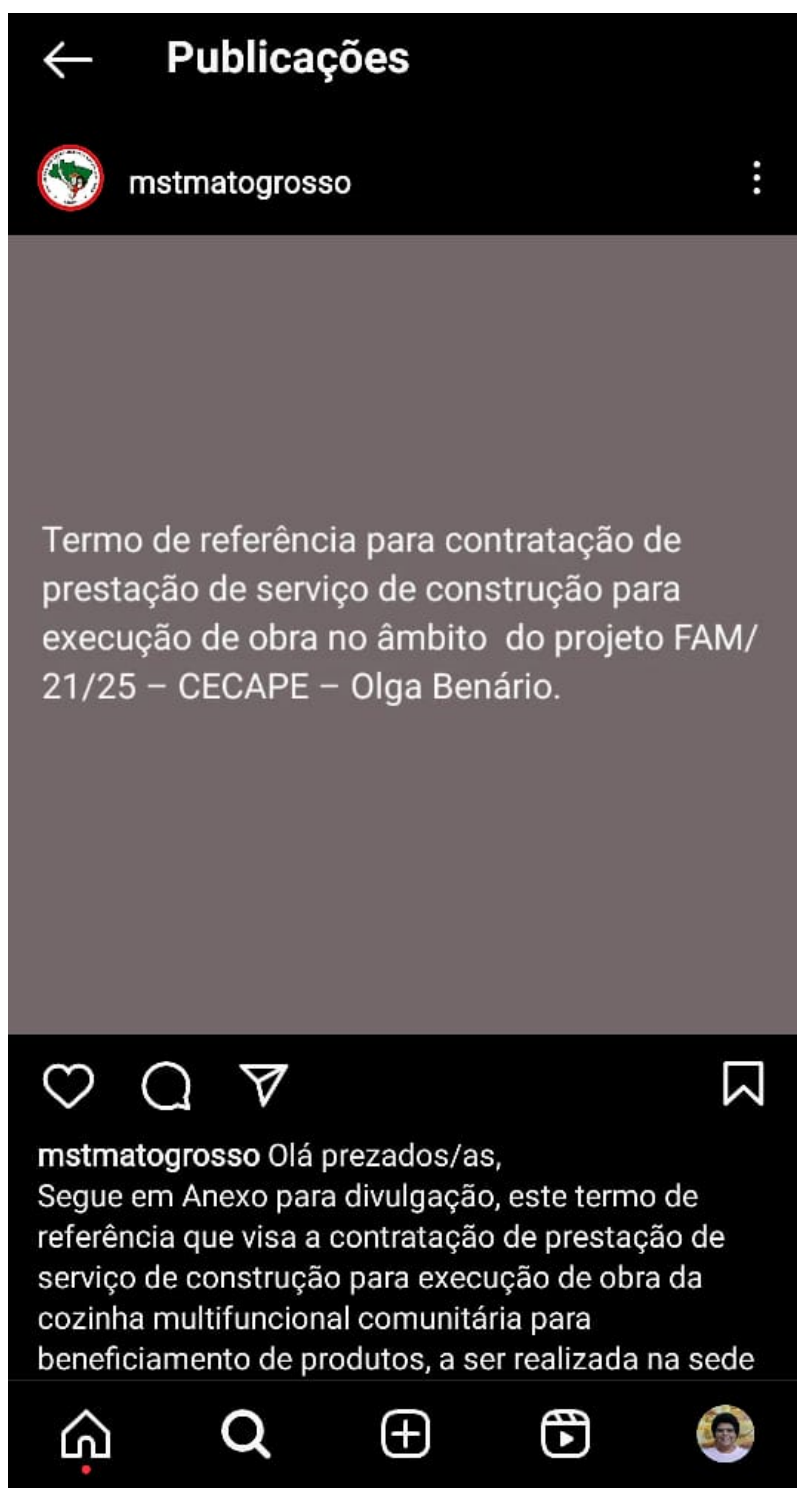 Publicações
mstmatogrosso
Termo de referência para contratação de
prestação de serviço de construção para
execução de obra no âmbito do projeto FAM/
21/25 – CECAPE – Olga Benário.
mstmatogrosso Olá prezados/as,
Segue em Anexo para divulgação, este termo de
referência que visa a contratação de prestação de
serviço de construção para execução de obra da
cozinha multifuncional comunitária para
beneficiamento de produtos, a ser realizada na sede